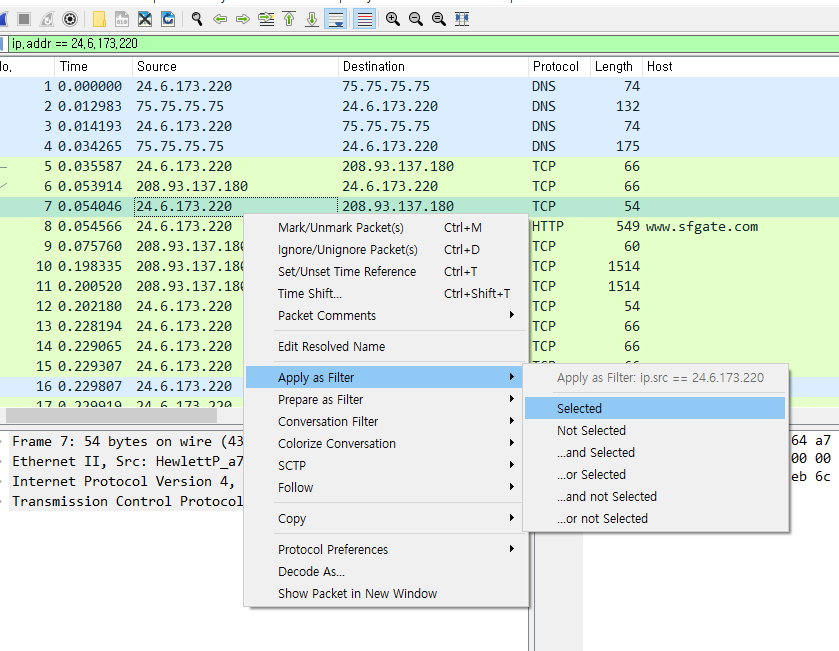 ip.addr == 24.6.173.220
No. Time Source Destination Protocol Length Host
1 0.000000 24.6.173.220 75.75.75.75 DNS 74
2 0.012983 75.75.75.75 24.6.173.220 DNS 132
3 0.014193 24.6.173.220 75.75.75.75 DNS 74
4 0.034265 75.75.75.75 24.6.173.220 DNS 175
5 0.035587 24.6.173.220 208.93.137.180 TCP 66
6 0.053914 208.93.137.180 24.6.173.220 TCP 66
7 0.054046 24.6.173.220 208.93.137.180 TCP 54
8 0.054566 24.6.173.220 HTTP 549 www.sfgate.com
9 0.075760 208.93.137.180 TCP 60
10 0.198335 208.93.137.180 TCP 1514
11 0.200520 208.93.137.180 TCP 1514
12 0.202180 24.6.173.220 TCP 54
13 0.228194 24.6.173.220 TCP 66
14 0.229065 24.6.173.220 TCP 66
15 0.229307 24.6.173.220 TCP 66
16 0.229807 24.6.173.220
17 0.229919 24.6.173.220
Mark/Unmark Packet(s) Ctrl+M
Ignore/Unignore Packet(s) Ctrl+D
Set/Unset Time Reference Ctrl+T
Time Shift... Ctrl+Shift+T
Packet Comments
Edit Resolved Name
Apply as Filter
Prepare as Filter
Conversation Filter
Colorize Conversation
SCTP
Follow
Copy
Protocol Preferences
Decode As...
Show Packet in New Window
Apply as Filter: ip.src == 24.6.173.220
Selected
Not Selected
...and Selected
...or Selected
...and not Selected
...or not Selected
Frame 7: 54 bytes on wire (43
Ethernet II, Src: HewlettP_a7
Internet Protocol Version 4,
Transmission Control Protocol
64 a7
00 00
eb 6c